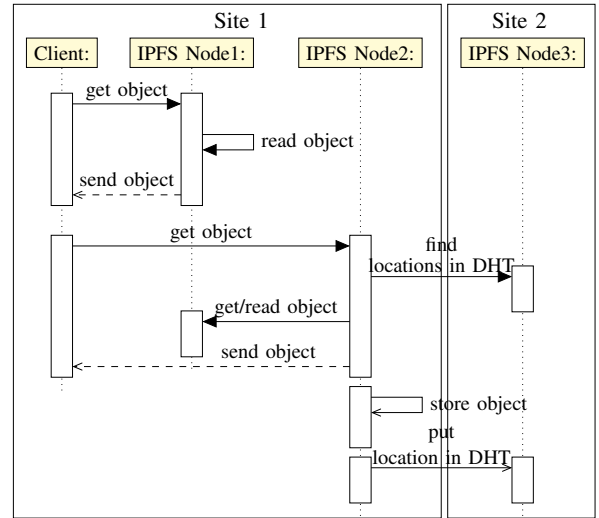 Site 1
Site 2
Client:
IPFS Node1:
IPFS Node2:
IPFS Node3:
get object
read object
send object
get object
find
locations in DHT
get/read object
send object
store object
put
location in DHT